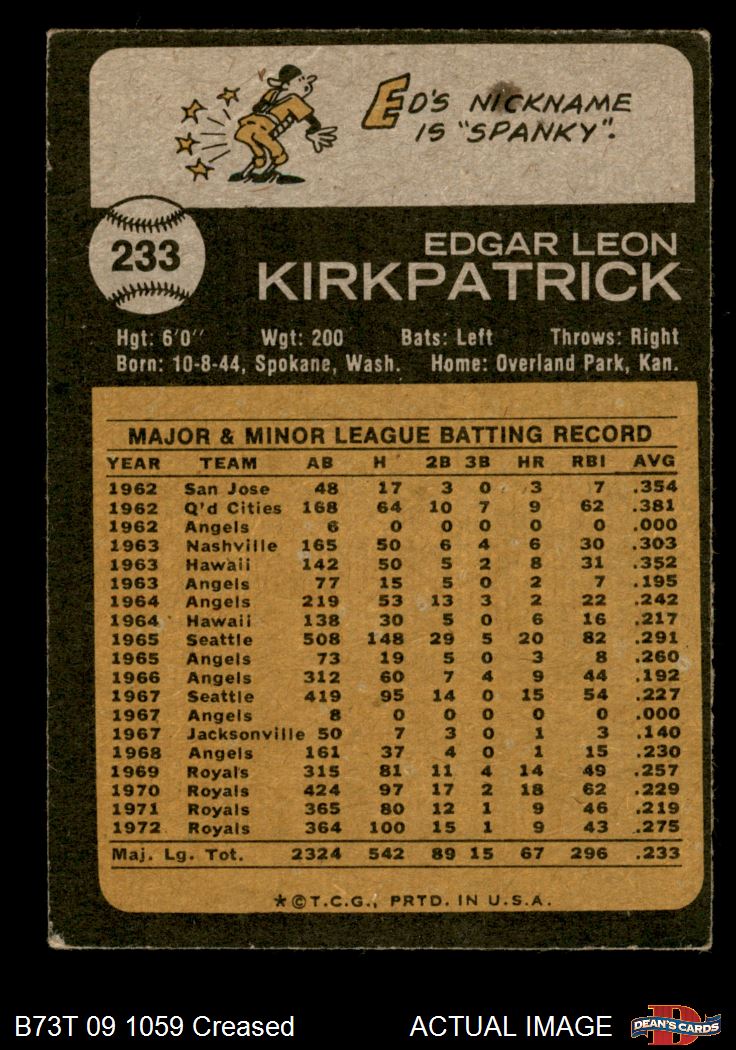 ED'S NICKNAME
IS "SPANKY".
233
EDGAR LEON
KIRKPATRICK
Hgt: 6'0" Wgt: 200 Bats: Left Throws: Right
Born: 10-8-44, Spokane, Wash. Home: Overland Park, Kan.
MAJOR & MINOR LEAGUE BATTING RECORD
YEAR TEAM AB H 2B 3B HR RBI AVG
1962 San Jose 48 17 3 0 3 7 .354
1962 Q'd Cities 168 64 10 7 9 62 .381
1962 Angels 6 0 0 0 0 0 .000
1963 Nashville 165 50 6 4 6 30 .303
1963 Hawaii 142 50 5 2 8 31 .352
1963 Angels 77 15 5 0 2 7 .195
1964 Angels 219 53 13 3 2 22 .242
1964 Hawaii 138 30 5 0 6 16 .217
1965 Seattle 508 148 29 5 20 82 .291
1965 Angels 73 19 5 0 3 8 .260
1966 Angels 312 60 7 4 9 44 .192
1967 Seattle 419 95 14 0 15 54 .227
1967 Angels 8 0 0 0 0 0 .000
1967 Jacksonville 50 7 3 0 1 3 .140
1968 Angels 161 37 4 0 1 15 .230
1969 Royals 315 81 11 4 14 49 .257
1970 Royals 424 97 17 2 18 62 .229
1971 Royals 365 80 12 1 9 46 .219
1972 Royals 364 100 15 1 9 43 .275
Maj. Lg. Tot. 2324 542 89 15 67 296 .233
*©T.C.G., PRTD. IN U.S.A.
B73T 09 1059 Creased ACTUAL IMAGE
DEAN'S CARDS